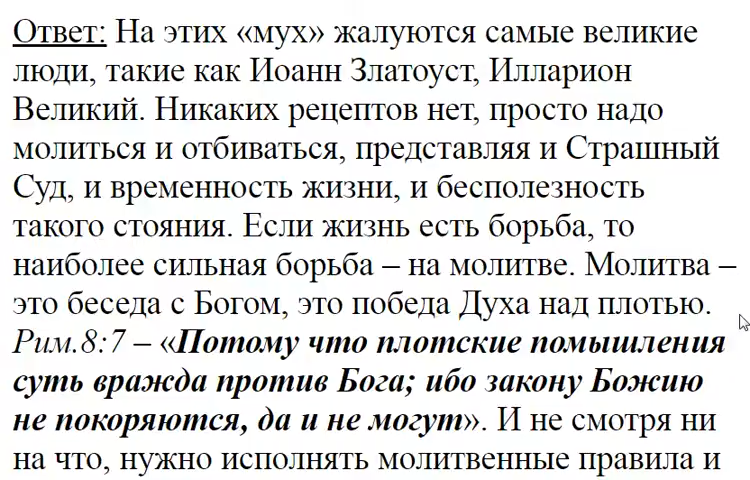 Ответ: На этих «мух» жалуются самые великие
люди, такие как Иоанн Златоуст, Илларион
Великий. Никаких рецептов нет, просто надо
молиться и отбиваться, представляя и Страшный
Суд, и временность жизни, и бесполезность
такого стояния. Если жизнь есть борьба, то
наиболее сильная борьба – на молитве. Молитва –
это беседа с Богом, это победа Духа над плотью.
Рим.8:7 – «Потому что плотские помышления
суть вражда против Бога; ибо закону Божию
не покоряются, да и не могут». И не смотря ни
на что, нужно исполнять молитвенные правила и